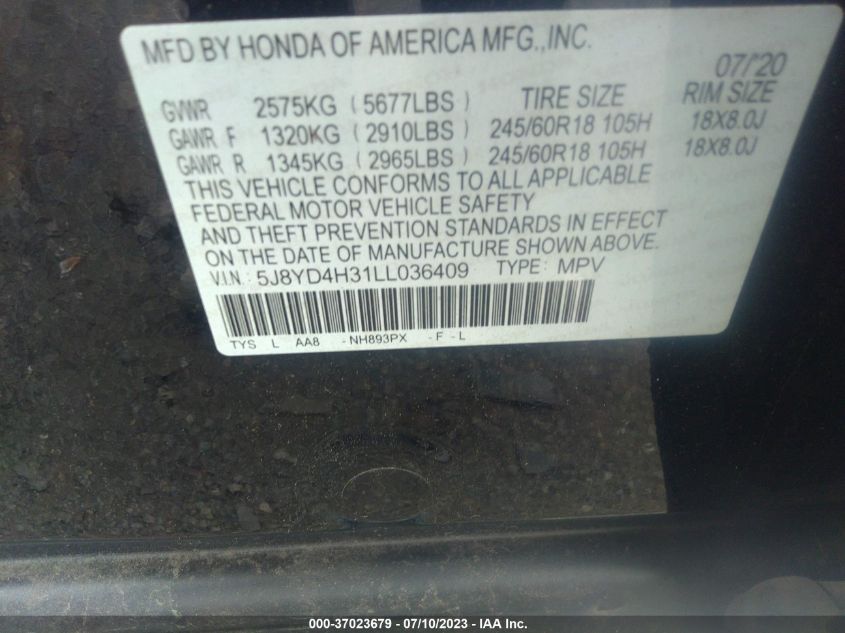 MFD BY HONDA OF AMERICA MFG.,INC.
07/'20
GVWR 2575KG (5677LBS) TIRE SIZE RIM SIZE
GAWR F 1320KG (2910LBS) 245/60R18 105H 18X8.0J
GAWR R 1345KG (2965LBS) 245/60R18 105H 18X8.0J
THIS VEHICLE CONFORMS TO ALL APPLICABLE
FEDERAL MOTOR VEHICLE SAFETY
AND THEFT PREVENTION STANDARDS IN EFFECT
ON THE DATE OF MANUFACTURE SHOWN ABOVE.
V.I.N: 5J8YD4H31LL036409 TYPE: MPV
TYS L AA8 -NH893PX -F -L
000-37023679 - 07/10/2023 - IAA Inc.